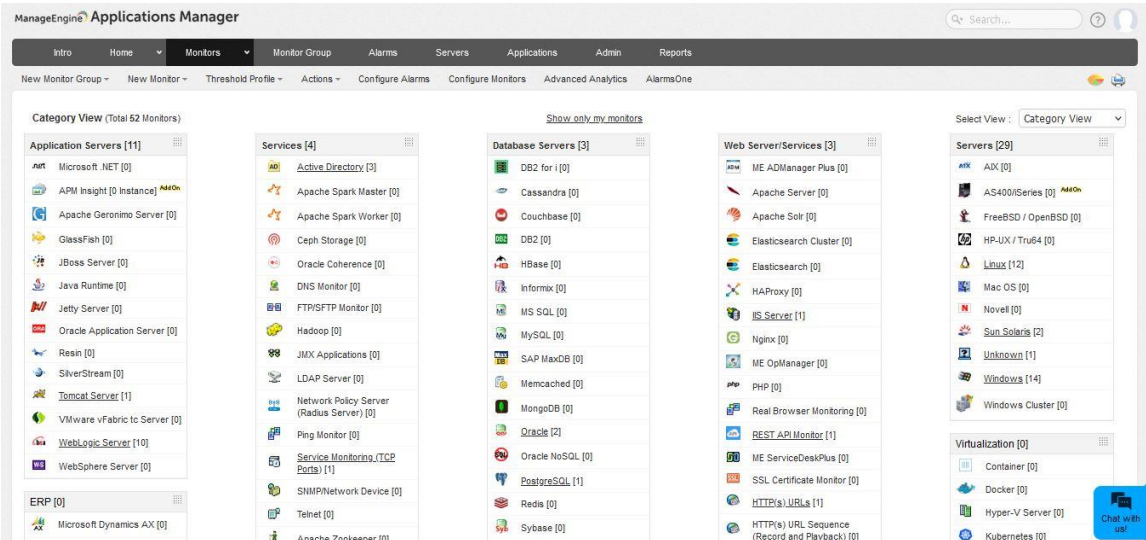 ManageEngine Applications Manager
Search...
Intro Home Monitors Monitor Group Alarms Servers Applications Admin Reports
New Monitor Group New Monitor Threshold Profile Actions Configure Alarms Configure Monitors Advanced Analytics AlarmsOne
Category View (Total 52 Monitors)
Show only my monitors
Select View : Category View
Application Servers [11]
Microsoft .NET [0]
APM Insight [0 Instance] AddOn
Apache Geronimo Server [0]
GlassFish [0]
JBoss Server [0]
Java Runtime [0]
Jetty Server [0]
Oracle Application Server [0]
Resin [0]
SilverStream [0]
Tomcat Server [1]
VMware vFabric tc Server [0]
WebLogic Server [10]
WebSphere Server [0]
ERP [0]
Microsoft Dynamics AX [0]
Services [4]
Active Directory [3]
Apache Spark Master [0]
Apache Spark Worker [0]
Ceph Storage [0]
Oracle Coherence [0]
DNS Monitor [0]
FTP/SFTP Monitor [0]
Hadoop [0]
JMX Applications [0]
LDAP Server [0]
Network Policy Server
(Radius Server) [0]
Ping Monitor [0]
Service Monitoring (TCP
Ports) [1]
SNMP/Network Device [0]
Telnet [0]
Apache Zookeeper [0]
Database Servers [3]
DB2 for i [0]
Cassandra [0]
Couchbase [0]
DB2 [0]
HBase [0]
Informix [0]
MS SQL [0]
MySQL [0]
SAP MaxDB [0]
Memcached [0]
MongoDB [0]
Oracle [2]
Oracle NoSQL [0]
PostgreSQL [1]
Redis [0]
Sybase [0]
Web Server/Services [3]
ME ADManager Plus [0]
Apache Server [0]
Apache Solr [0]
Elasticsearch Cluster [0]
Elasticsearch [0]
HAProxy [0]
IIS Server [1]
Nginx [0]
ME OpManager [0]
PHP [0]
Real Browser Monitoring [0]
REST API Monitor [1]
ME ServiceDeskPlus [0]
SSL Certificate Monitor [0]
HTTP(s) URLs [1]
HTTP(s) URL Sequence
(Record and Playback) [0]
Servers [29]
AIX [0]
AS400/iSeries [0] AddOn
FreeBSD / OpenBSD [0]
HP-UX / Tru64 [0]
Linux [12]
Mac OS [0]
Novell [0]
Sun Solaris [2]
Unknown [1]
Windows [14]
Windows Cluster [0]
Virtualization [0]
Container [0]
Docker [0]
Hyper-V Server [0]
Kubernetes [0]
Chat with
us!